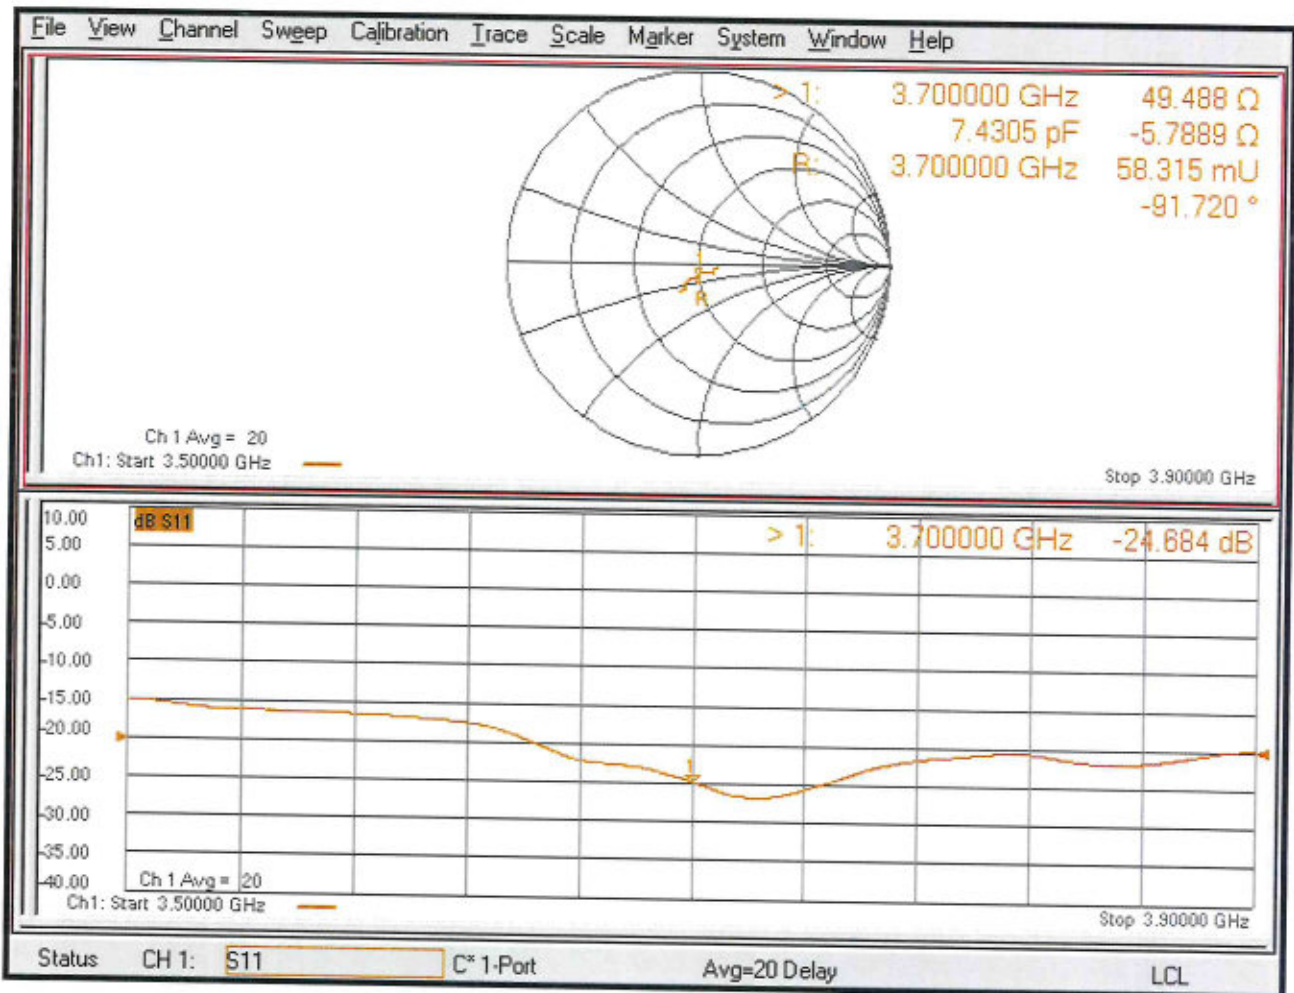 File View Channel Sweep Calibration Trace Scale Marker System Window Help
> 1: 3.700000 GHz 49.488 Ω
7.4305 pF -5.7889 Ω
R: 3.700000 GHz 58.315 mU
-91.720 °
1
R
Ch 1 Avg = 20
Ch1: Start 3.50000 GHz
Stop 3.90000 GHz
10.00
dB S11
> 1: 3.700000 GHz -24.684 dB
5.00
0.00
-5.00
-10.00
-15.00
-20.00
1
-25.00
-30.00
-35.00
-40.00
Ch 1 Avg = 20
Ch1: Start 3.50000 GHz
Stop 3.90000 GHz
Status CH 1: S11 C* 1-Port Avg=20 Delay LCL